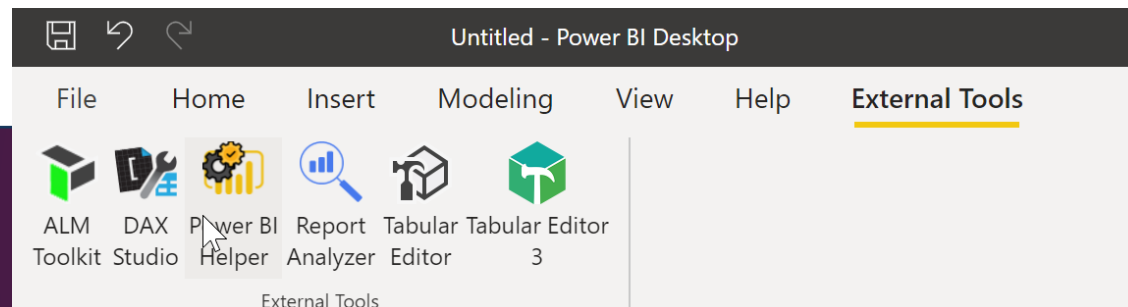 Untitled - Power BI Desktop
File Home Insert Modeling View Help External Tools
ALM DAX Power BI Report Tabular Tabular Editor
Toolkit Studio Helper Analyzer Editor 3
External Tools